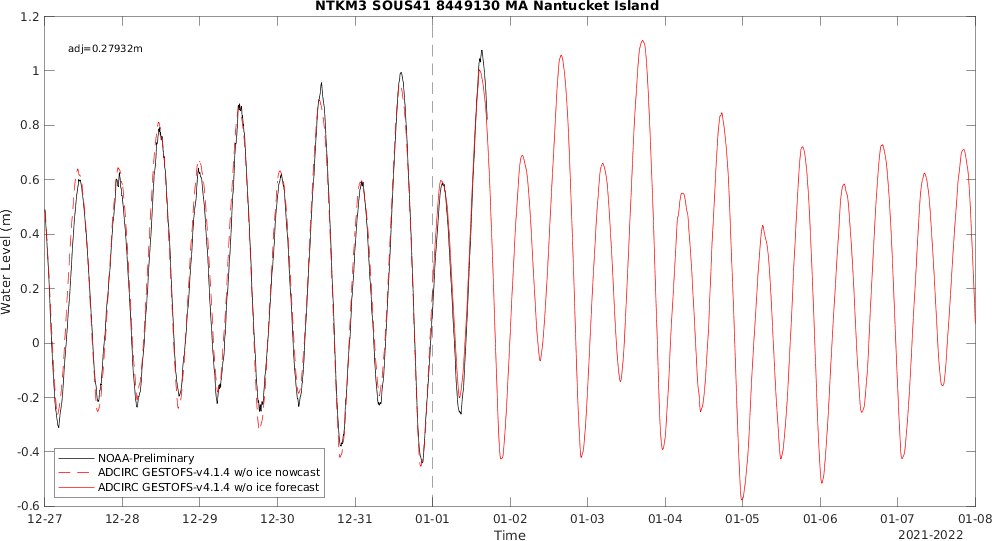 NTKM3 SOUS41 8449130 MA Nantucket Island
adj=0.27932m
1.2
1
0.8
0.6
0.4
0.2
0
-0.2
-0.4
-0.6
Water Level (m)
NOAA-Preliminary
ADCIRC GESTOFS-v4.1.4 w/o ice nowcast
ADCIRC GESTOFS-v4.1.4 w/o ice forecast
12-27 12-28 12-29 12-30 12-31 01-01 01-02 01-03 01-04 01-05 01-06 01-07 01-08
Time
2021-2022